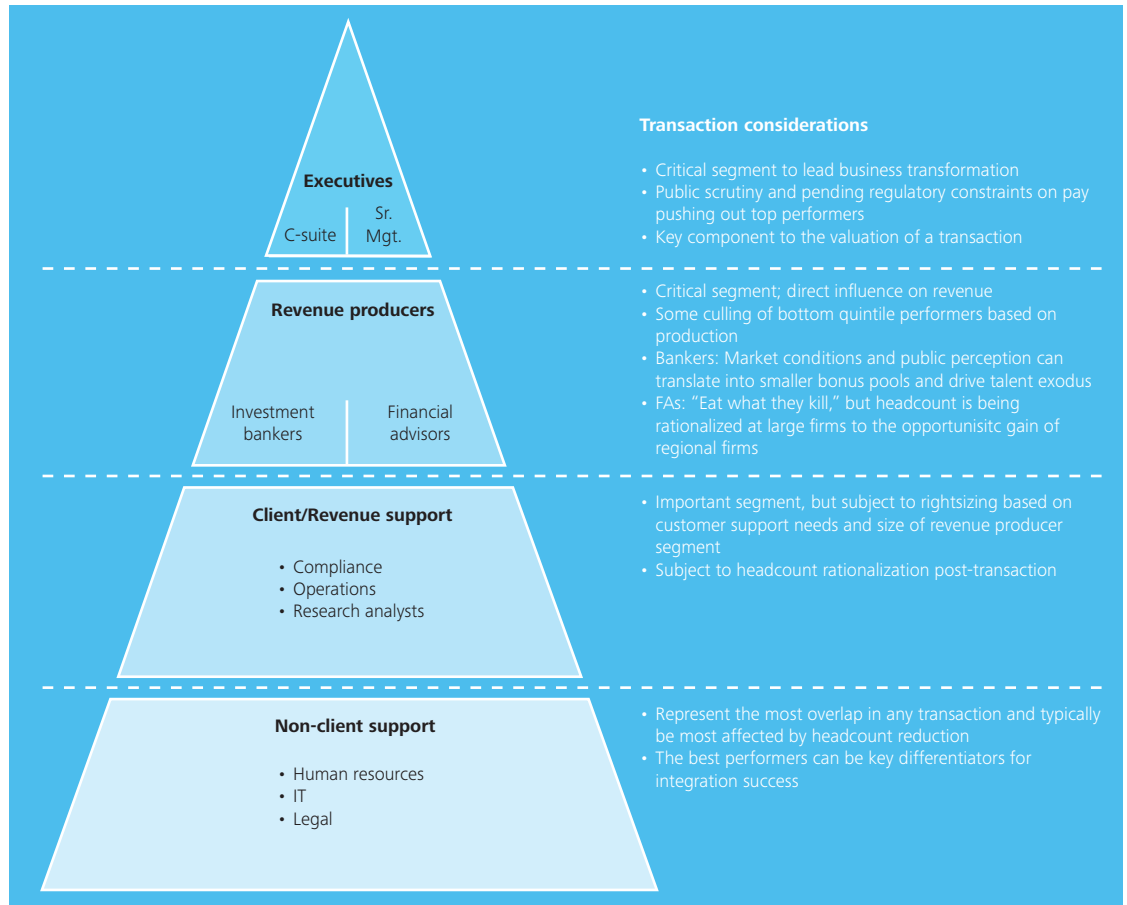 Transaction considerations
Executives
C-suite
Sr.
Mgt.
• Critical segment to lead business transformation
• Public scrutiny and pending regulatory constraints on pay
pushing out top performers
• Key component to the valuation of a transaction
Revenue producers
Investment
bankers
Financial
advisors
• Critical segment; direct influence on revenue
• Some culling of bottom quintile performers based on
production
• Bankers: Market conditions and public perception can
translate into smaller bonus pools and drive talent exodus
• FAs: “Eat what they kill,” but headcount is being
rationalized at large firms to the opportunisitc gain of
regional firms
Client/Revenue support
• Compliance
• Operations
• Research analysts
• Important segment, but subject to rightsizing based on
customer support needs and size of revenue producer
segment
• Subject to headcount rationalization post-transaction
Non-client support
• Human resources
• IT
• Legal
• Represent the most overlap in any transaction and typically
be most affected by headcount reduction
• The best performers can be key differentiators for
integration success